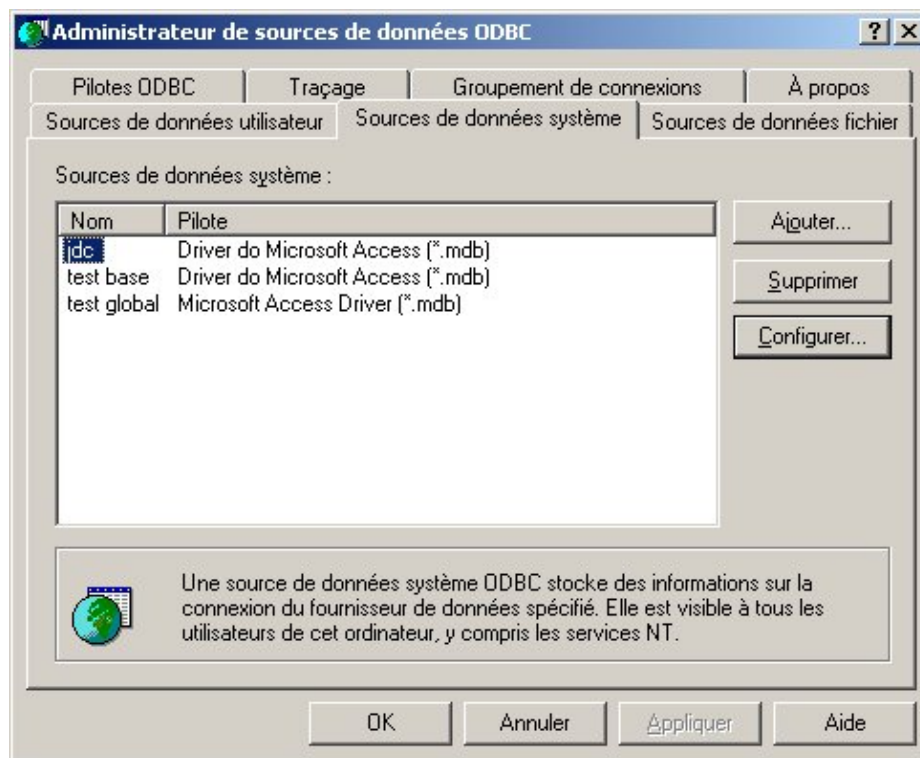 Administrateur de sources de données ODBC
Pilotes ODBC
Traçage
Groupement de connexions
À propos
Sources de données utilisateur
Sources de données système
Sources de données fichier
Sources de données système :
Nom
Pilote
jdc
Driver do Microsoft Access (*.mdb)
test base
Driver do Microsoft Access (*.mdb)
test global
Microsoft Access Driver (*.mdb)
Ajouter...
Supprimer
Configurer...
Une source de données système ODBC stocke des informations sur la
connexion du fournisseur de données spécifié. Elle est visible à tous les
utilisateurs de cet ordinateur, y compris les services NT.
OK
Annuler
Appliquer
Aide